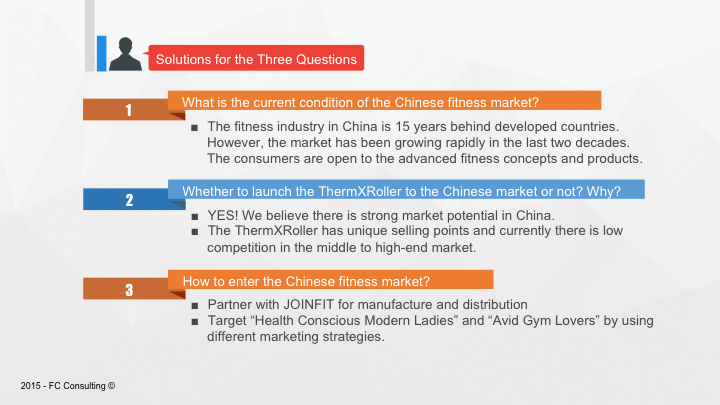 Solutions for the Three Questions
1
What is the current condition of the Chinese fitness market?
■ The fitness industry in China is 15 years behind developed countries.
However, the market has been growing rapidly in the last two decades.
The consumers are open to the advanced fitness concepts and products.
2
Whether to launch the ThermXRoller to the Chinese market or not? Why?
■ YES! We believe there is strong market potential in China.
■ The ThermXRoller has unique selling points and currently there is low
competition in the middle to high-end market.
3
How to enter the Chinese fitness market?
■ Partner with JOINFIT for manufacture and distribution
■ Target “Health Conscious Modern Ladies” and “Avid Gym Lovers” by using
different marketing strategies.
2015 - FC Consulting ©